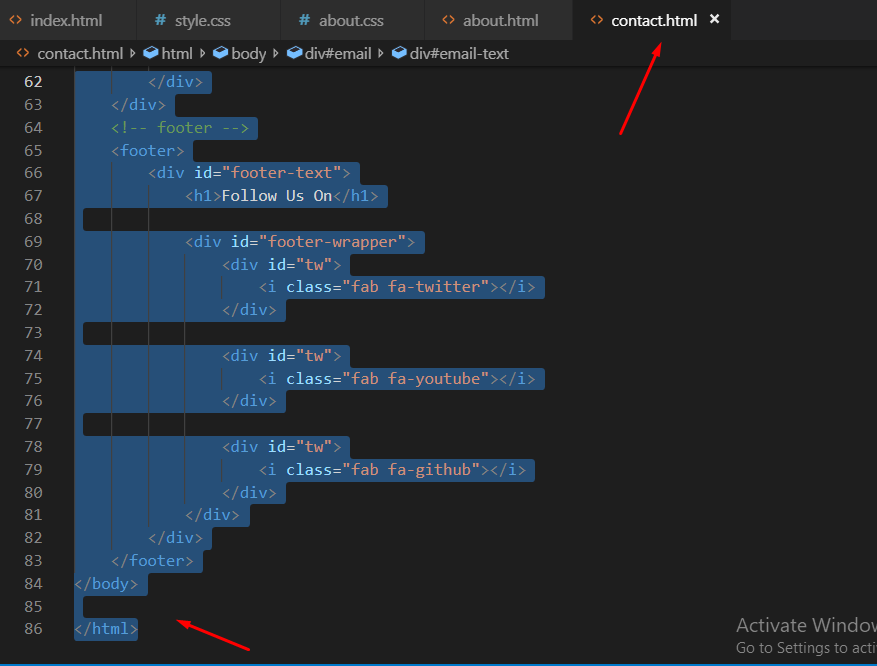 index.html style.css about.css about.html contact.html ×
contact.html html body div#email div#email-text
62 </div>
63 </div>
64 <!-- footer -->
65 <footer>
66 <div id="footer-text">
67 <h1>Follow Us On</h1>
68
69 <div id="footer-wrapper">
70 <div id="tw">
71 <i class="fab fa-twitter"></i>
72 </div>
73
74 <div id="tw">
75 <i class="fab fa-youtube"></i>
76 </div>
77
78 <div id="tw">
79 <i class="fab fa-github"></i>
80 </div>
81 </div>
82 </div>
83 </footer>
84 </body>
85
86 </html>
Activate Window
Go to Settings to acti